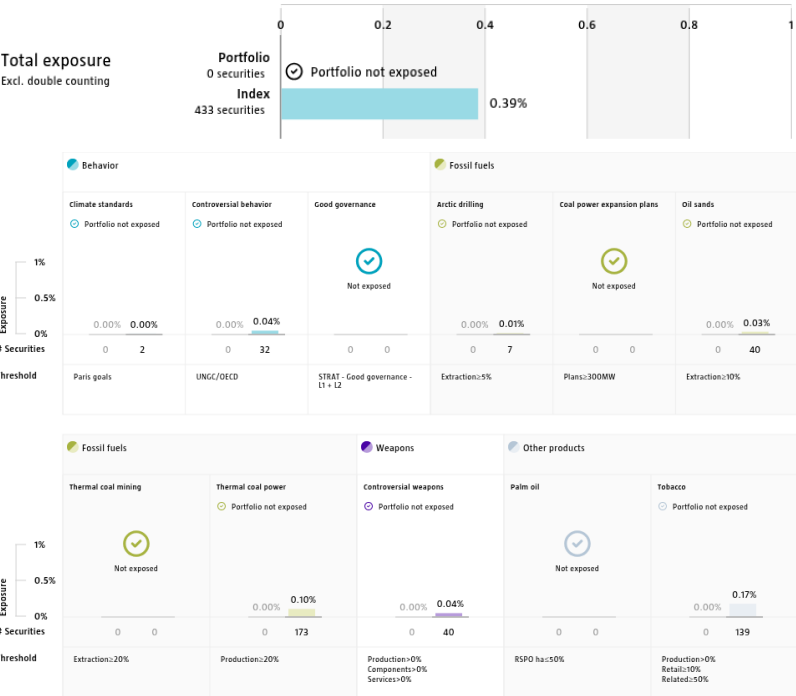 0 0.2 0.4 0.6 0.8 1
Total exposure
Excl. double counting
Portfolio
0 securities
Portfolio not exposed
Index
433 securities
0.39%
Behavior
Fossil fuels
Climate standards
Controversial behavior
Good governance
Arctic drilling
Coal power expansion plans
Oil sands
Portfolio not exposed
Portfolio not exposed
Portfolio not exposed
Portfolio not exposed
Not exposed
Not exposed
Exposure
1%
0.5%
0%
0.00% 0.00%
0.00% 0.04%
0.00% 0.01%
0.00% 0.03%
# Securities
0 2
0 32
0 0
0 7
0 0
0 40
hreshold
Paris goals
UNGC/OECD
STRAT - Good governance -
L1 + L2
Extraction≥5%
Plans≥300MW
Extraction≥10%
Fossil fuels
Weapons
Other products
Thermal coal mining
Thermal coal power
Controversial weapons
Palm oil
Tobacco
Portfolio not exposed
Portfolio not exposed
Portfolio not exposed
Not exposed
Not exposed
Exposure
1%
0.5%
0%
0.00% 0.10%
0.00% 0.04%
0.00% 0.17%
# Securities
0 0
0 173
0 40
0 0
0 139
hreshold
Extraction≥20%
Production≥20%
Production>0%
Components>0%
Services>0%
RSPO ha≤50%
Production>0%
Retail≥10%
Related≥50%